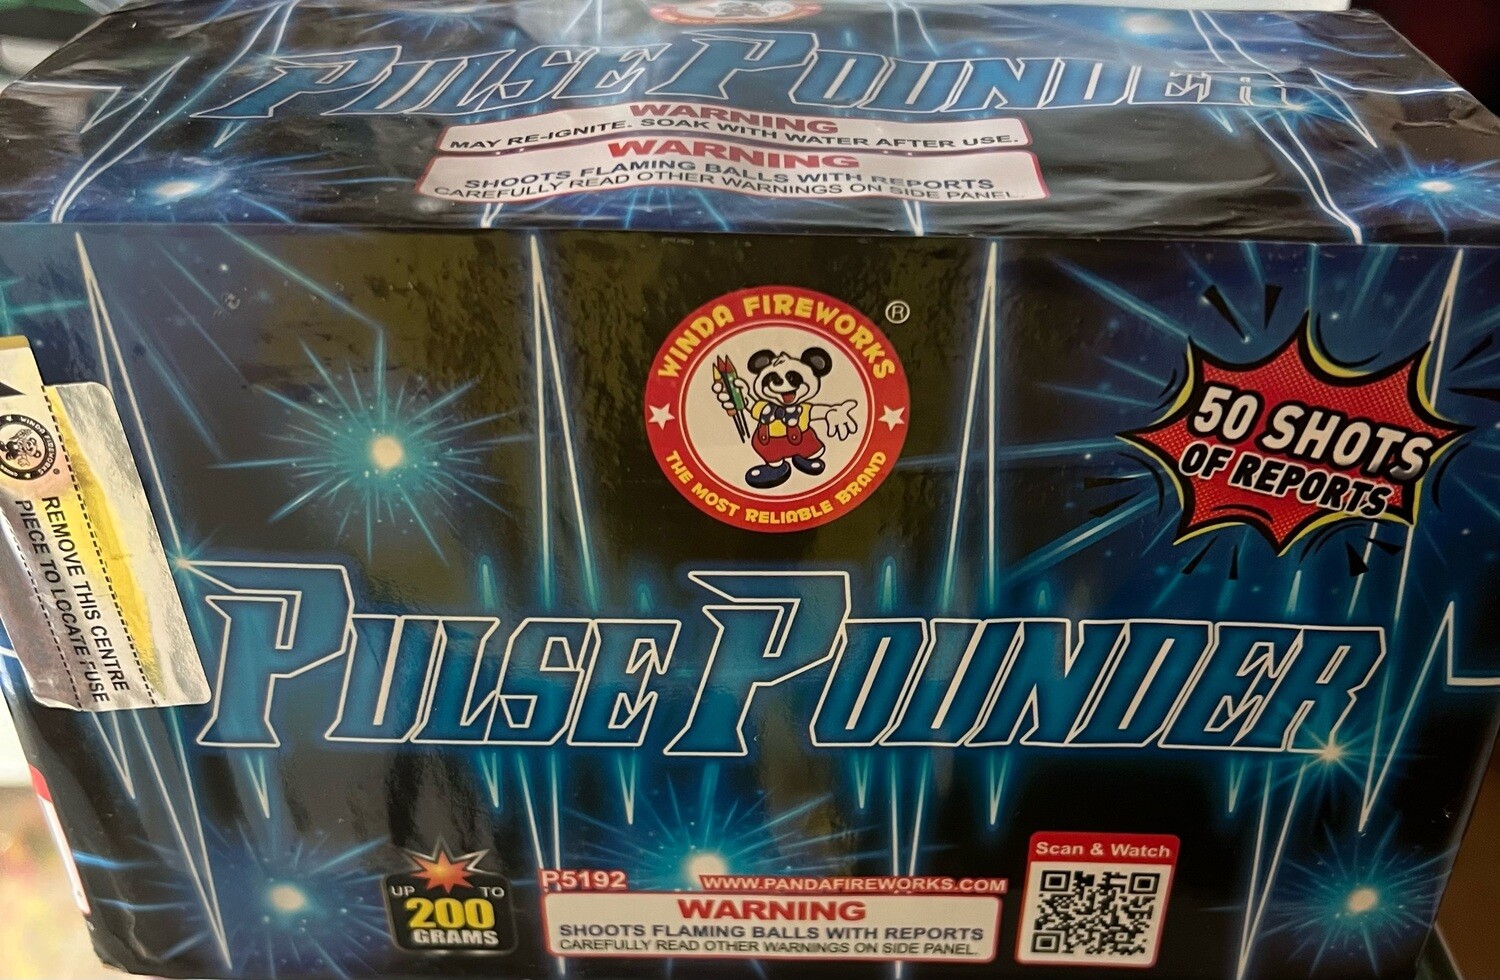 PULSE POUNDER
WARNING
MAY RE-IGNITE. SOAK WITH WATER AFTER USE.
WARNING
SHOOTS FLAMING BALLS WITH REPORTS
CAREFULLY READ OTHER WARNINGS ON SIDE PANEL.
WINDA FIREWORKS
®
THE MOST RELIABLE BRAND
50 SHOTS
OF REPORTS
WINDA FIREWORKS
REMOVE THIS CENTRE
PIECE TO LOCATE FUSE
PULSE POUNDER
UP TO
200
GRAMS
P5192
WWW.PANDAFIREWORKS.COM
WARNING
SHOOTS FLAMING BALLS WITH REPORTS
CAREFULLY READ OTHER WARNINGS ON SIDE PANEL.
Scan & Watch